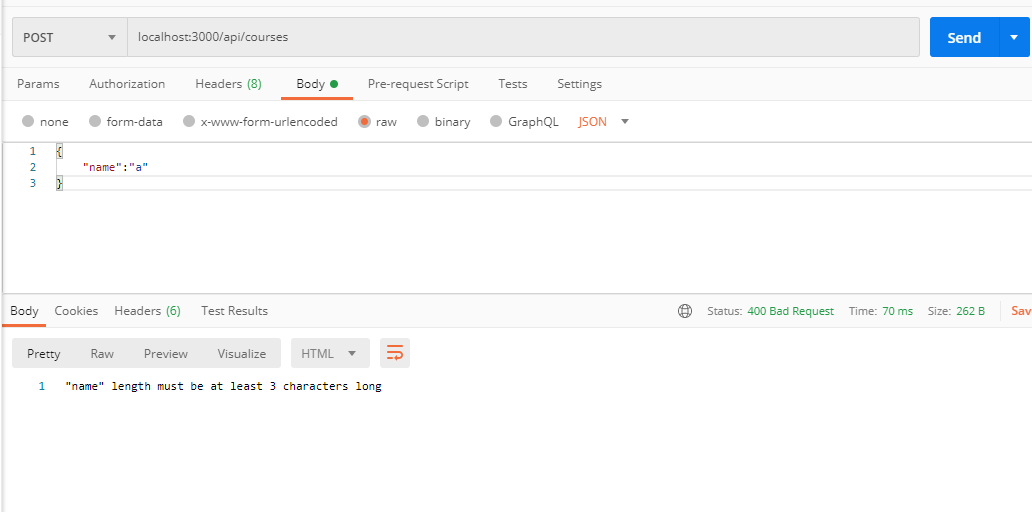 POST localhost:3000/api/courses Send
Params Authorization Headers (8) Body Pre-request Script Tests Settings
none form-data x-www-form-urlencoded raw binary GraphQL JSON
1 {
2 "name":"a"
3 }
Body Cookies Headers (6) Test Results Status: 400 Bad Request Time: 70 ms Size: 262 B Save
Pretty Raw Preview Visualize HTML
1 "name" length must be at least 3 characters long